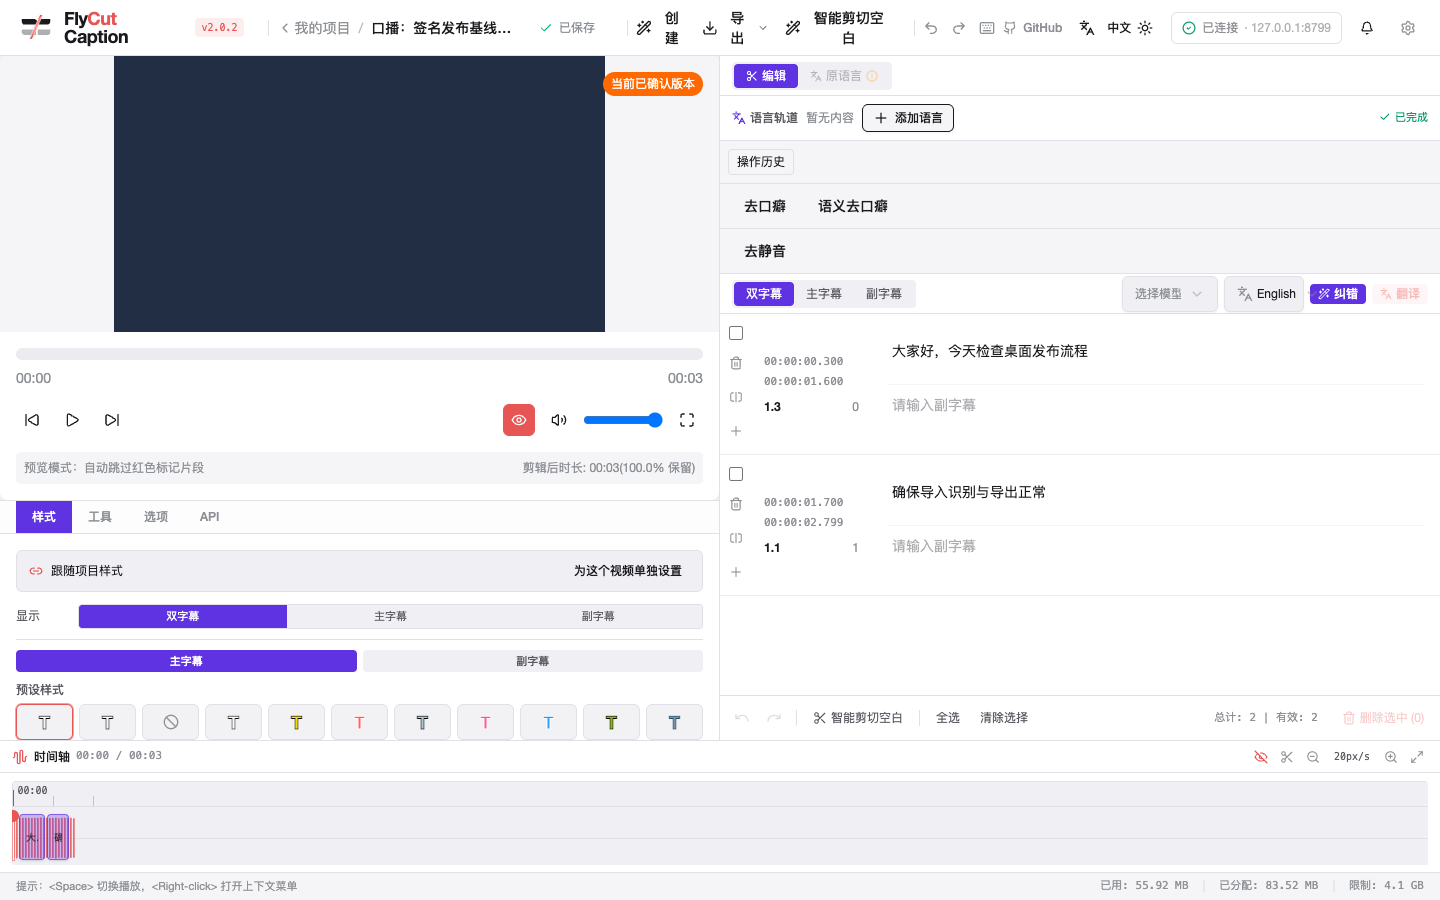 FlyCut
Caption
v2.0.2
我的项目 / 口播：签名发布基线...
已保存
创建
导出
智能剪切空白
GitHub
中文
已连接 · 127.0.0.1:8799
当前已确认版本
00:00
00:03
预览模式：自动跳过红色标记片段
剪辑后时长: 00:03(100.0% 保留)
样式
工具
选项
API
跟随项目样式
为这个视频单独设置
显示
双字幕
主字幕
副字幕
主字幕
副字幕
预设样式
T T T T T T T T T T
编辑
原语言
语言轨道 暂无内容
添加语言
已完成
操作历史
去口癖
语义去口癖
去静音
双字幕
主字幕
副字幕
选择模型
English
纠错
翻译
00:00:00.300
00:00:01.600
1.3
0
大家好，今天检查桌面发布流程
请输入副字幕
00:00:01.700
00:00:02.799
1.1
1
确保导入识别与导出正常
请输入副字幕
智能剪切空白
全选
清除选择
总计: 2 | 有效: 2
删除选中 (0)
时间轴 00:00 / 00:03
20px/s
00:00
大.
提示：<Space> 切换播放，<Right-click> 打开上下文菜单
已用: 55.92 MB
已分配: 83.52 MB
限制: 4.1 GB